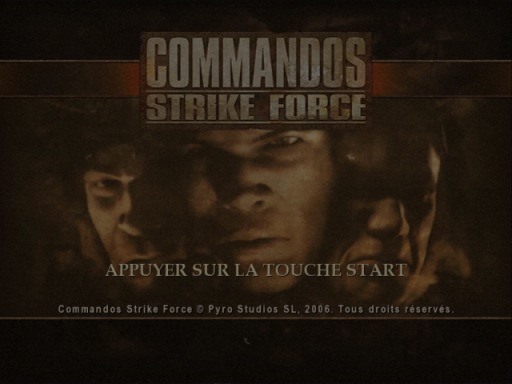 COMMANDOS
STRIKE FORCE
APPUYER SUR LA TOUCHE START
Commandos Strike Force © Pyro Studios SL, 2006. Tous droits réservés.